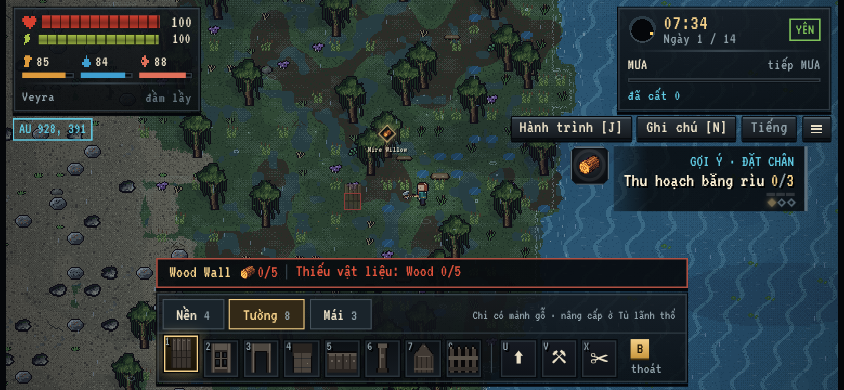 100
100
85 84 88
Veyra đầm lầy
AU 928, 391
07:34
Ngày 1 / 14
YÊN
MƯA tiếp MƯA
đã cất 0
Hành trình [J] Ghi chú [N] Tiếng
GỢI Ý · ĐẶT CHÂN
Thu hoạch bằng rìu 0/3
Mire Willow
Wood Wall 0/5 Thiếu vật liệu: Wood 0/5
Nền 4 Tường 8 Mái 3 Chỉ có mảnh gỗ · nâng cấp ở Tủ lãnh thổ
1 2 3 4 5 6 7 8 U V X B
thoát